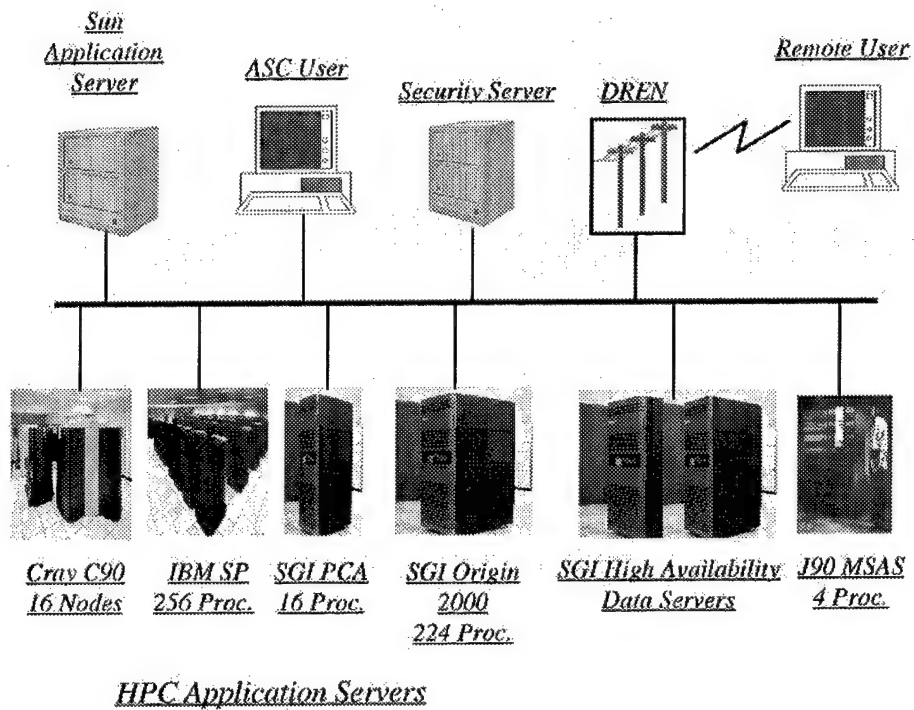 Sun
Application
Server
ASC User
Security Server
DREN
Remote User
Cray C90
16 Nodes
IBM SP
256 Proc.
SGI PCA
16 Proc.
SGI Origin
2000
224 Proc.
SGI High Availability
Data Servers
J90 MSAS
4 Proc.
HPC Application Servers